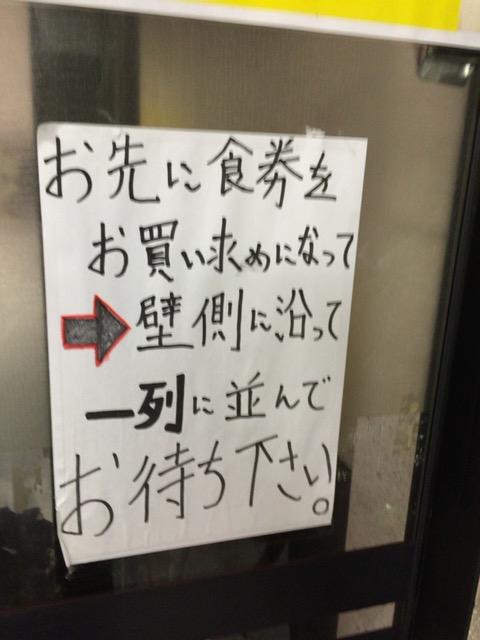 お先に食券を
お買い求めになって
壁側に沿って
一列に並んで
お待ち下さい。